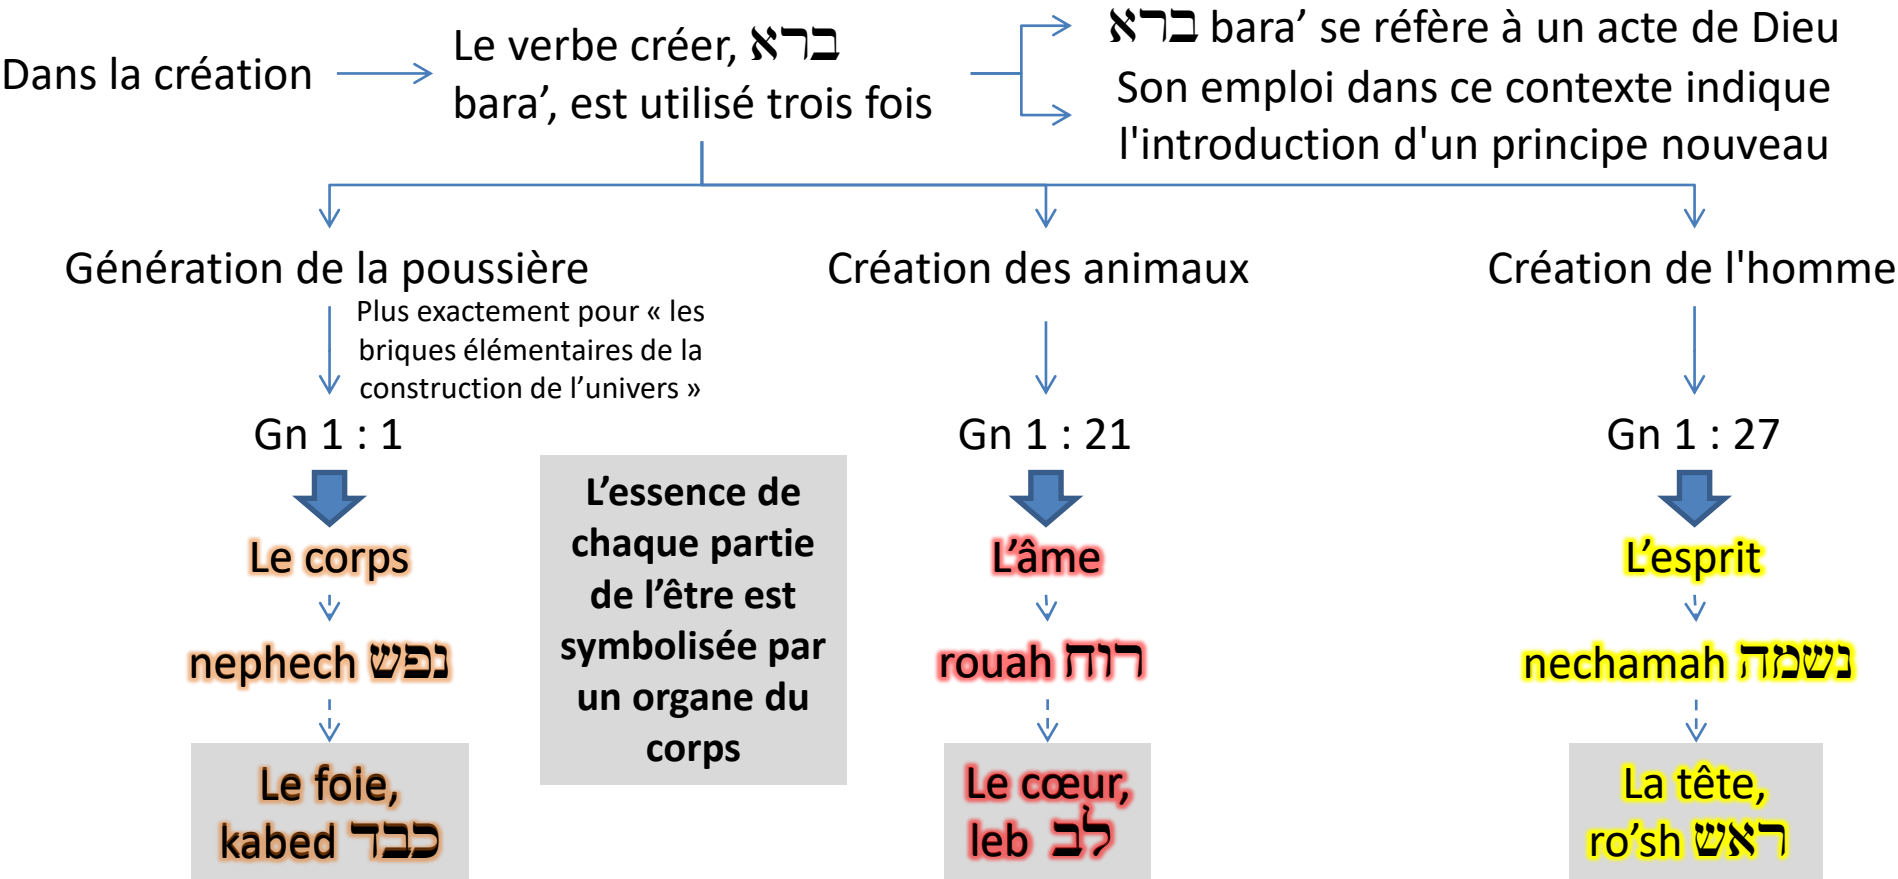 Dans la création
Le verbe créer, ברא
bara’, est utilisé trois fois
ברא bara’ se réfère à un acte de Dieu
Son emploi dans ce contexte indique
l'introduction d'un principe nouveau
Génération de la poussière
Plus exactement pour « les
briques élémentaires de la
construction de l’univers »
Gn 1 : 1
Le corps
nephech נפש
Le foie,
kabed כבד
L’essence de
chaque partie
de l’être est
symbolisée par
un organe du
corps
Création des animaux
Gn 1 : 21
L’âme
rouah רוח
Le cœur,
leb לב
Création de l'homme
Gn 1 : 27
L’esprit
nechamah נשמה
La tête,
ro’sh ראש